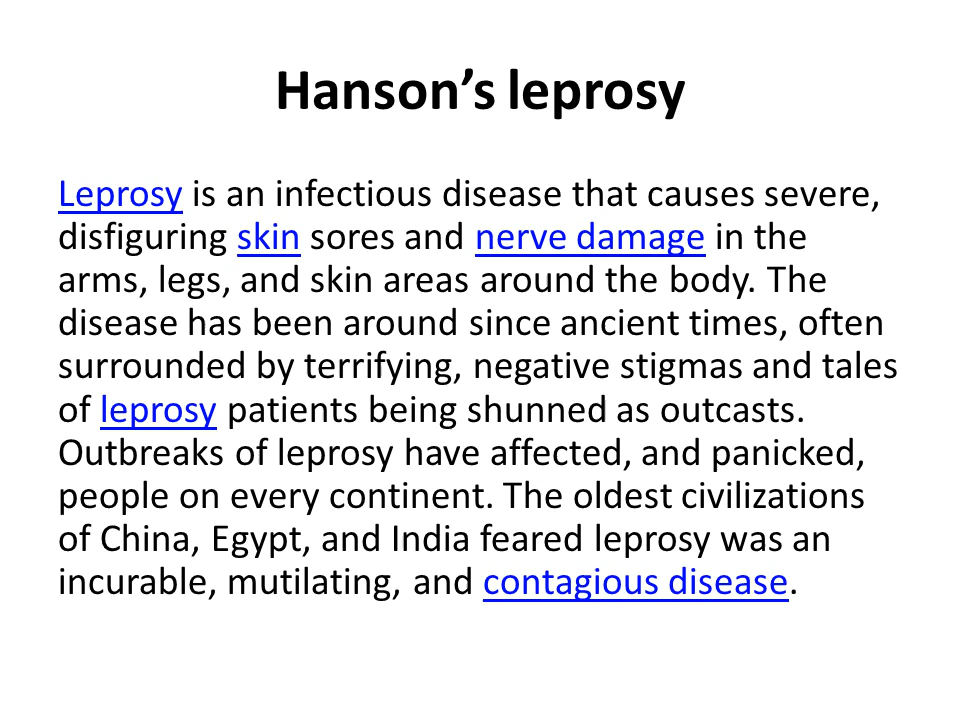 Hanson’s leprosy
Leprosy is an infectious disease that causes severe,
disfiguring skin sores and nerve damage in the
arms, legs, and skin areas around the body. The
disease has been around since ancient times, often
surrounded by terrifying, negative stigmas and tales
of leprosy patients being shunned as outcasts.
Outbreaks of leprosy have affected, and panicked,
people on every continent. The oldest civilizations
of China, Egypt, and India feared leprosy was an
incurable, mutilating, and contagious disease.